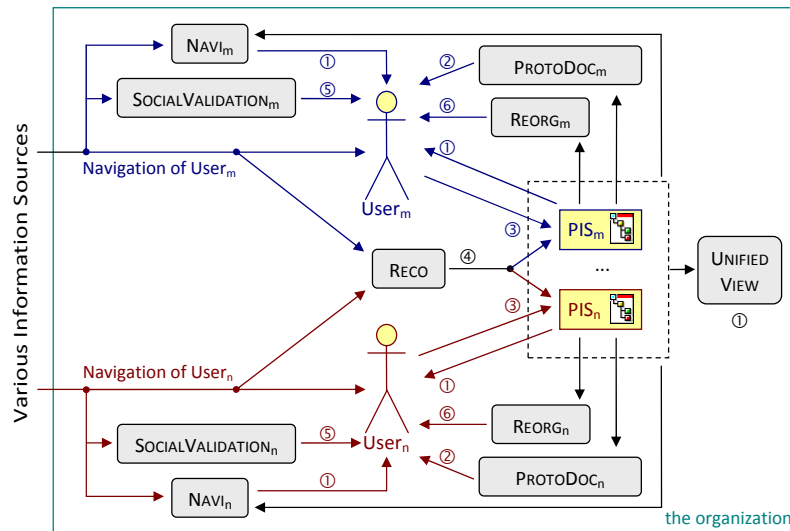 NAVIm
①
②
PROTODOCm
SOCIALVALIDATIONm
⑤
⑥
REORGm
①
Navigation of Userm
Userm
③
PISm
RECO
④
...
UNIFIED
VIEW
①
③
PISn
Navigation of Usern
①
SOCIALVALIDATIONn
⑤
Usern
⑥
REORGn
②
PROTODOCn
NAVIn
①
Various Information Sources
the organization